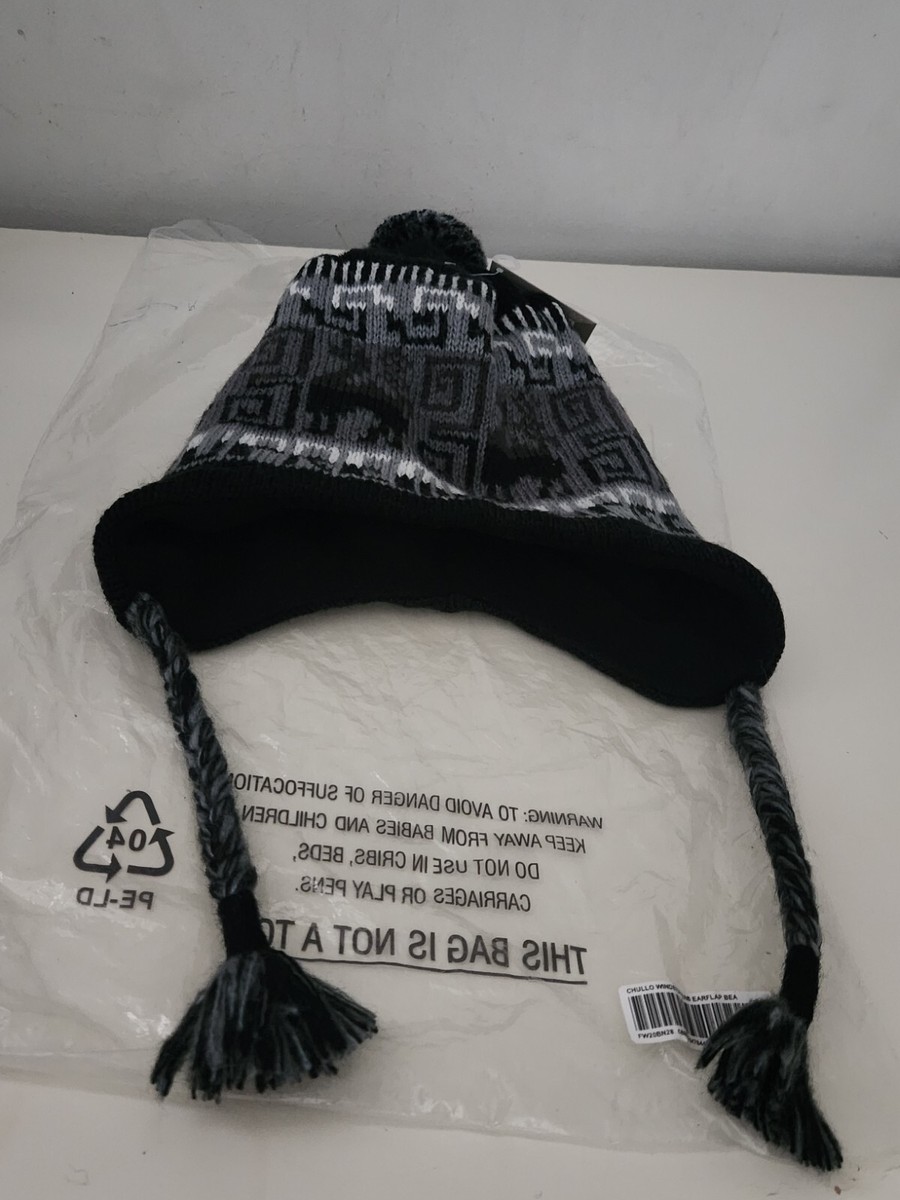 WARNING: TO AVOID DANGER OF SUFFOCATION
KEEP AWAY FROM BABIES AND CHILDREN
DO NOT USE IN CRIBS, BEDS,
CARRIAGES OR PLAY PENS.
THIS BAG IS NOT A TO
04
PE-LD
CHULLO EARFLAP BEA
FW20BN28